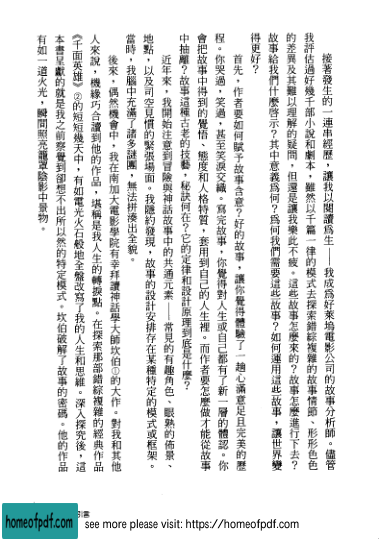 接著發生的一連串經歷，讓我以閱讀爲生——我成爲好萊塢電影公司的故事分析師。儘管
我評估過好幾千部小說和劇本，雖然以千篇一律的模式去探索錯綜複雜的故事情節、形形色色
的差異及其難以理解的疑問，但還是讓我樂此不疲。這些故事怎麼來的？故事怎麼進行下去？
故事給我們什麼啓示？其中意義爲何？爲何我們需要這些故事？如何運用這些故事，讓世界變
得更好？
首先，作者要如何賦予故事含意？好的故事，讓你覺得體驗了一趟心滿意足且完美的歷
程。你哭過，笑過，甚至笑淚交織。寫完故事，你覺得對人生或自己都有了新一層的體認。你
會把故事中得到的覺悟、態度和人格特質，套用到自己的人生裡。而作者要怎麼做才能從故事
中抽離？故事這種古老的技藝，秘訣何在？它的定律和設計原理到底是什麼？
近年來，我開始注意到冒險與神話故事中的共通元素——常見的有趣角色、眼熟的佈景、
地點，以及司空見慣的緊張場面。我隱約發現，故事的設計安排存在某種特定的模式或框架。
當時，我腦中充滿了諸多謎團，無法拼湊出全貌。
後來，偶然機會中，我在南加大電影學院有幸拜讀神話學大師坎伯①的大作。對我和其他
人來說，機緣巧合讀到他的作品，堪稱是我人生的轉捩點。在探索那部錯綜複雜的經典作品
《千面英雄》②的短短幾天中，有如電光火石般地全盤改寫了我的人生和思維。深入探究後，這
本書呈獻的就是我之前察覺到卻想不出所以然的特定模式。坎伯破解了故事的密碼。他的作品
有如一道火光，瞬間照亮籠罩陰影中景物。
homeofpdf.com
see more please visit: https://homeofpdf.com
homeofpdf.com